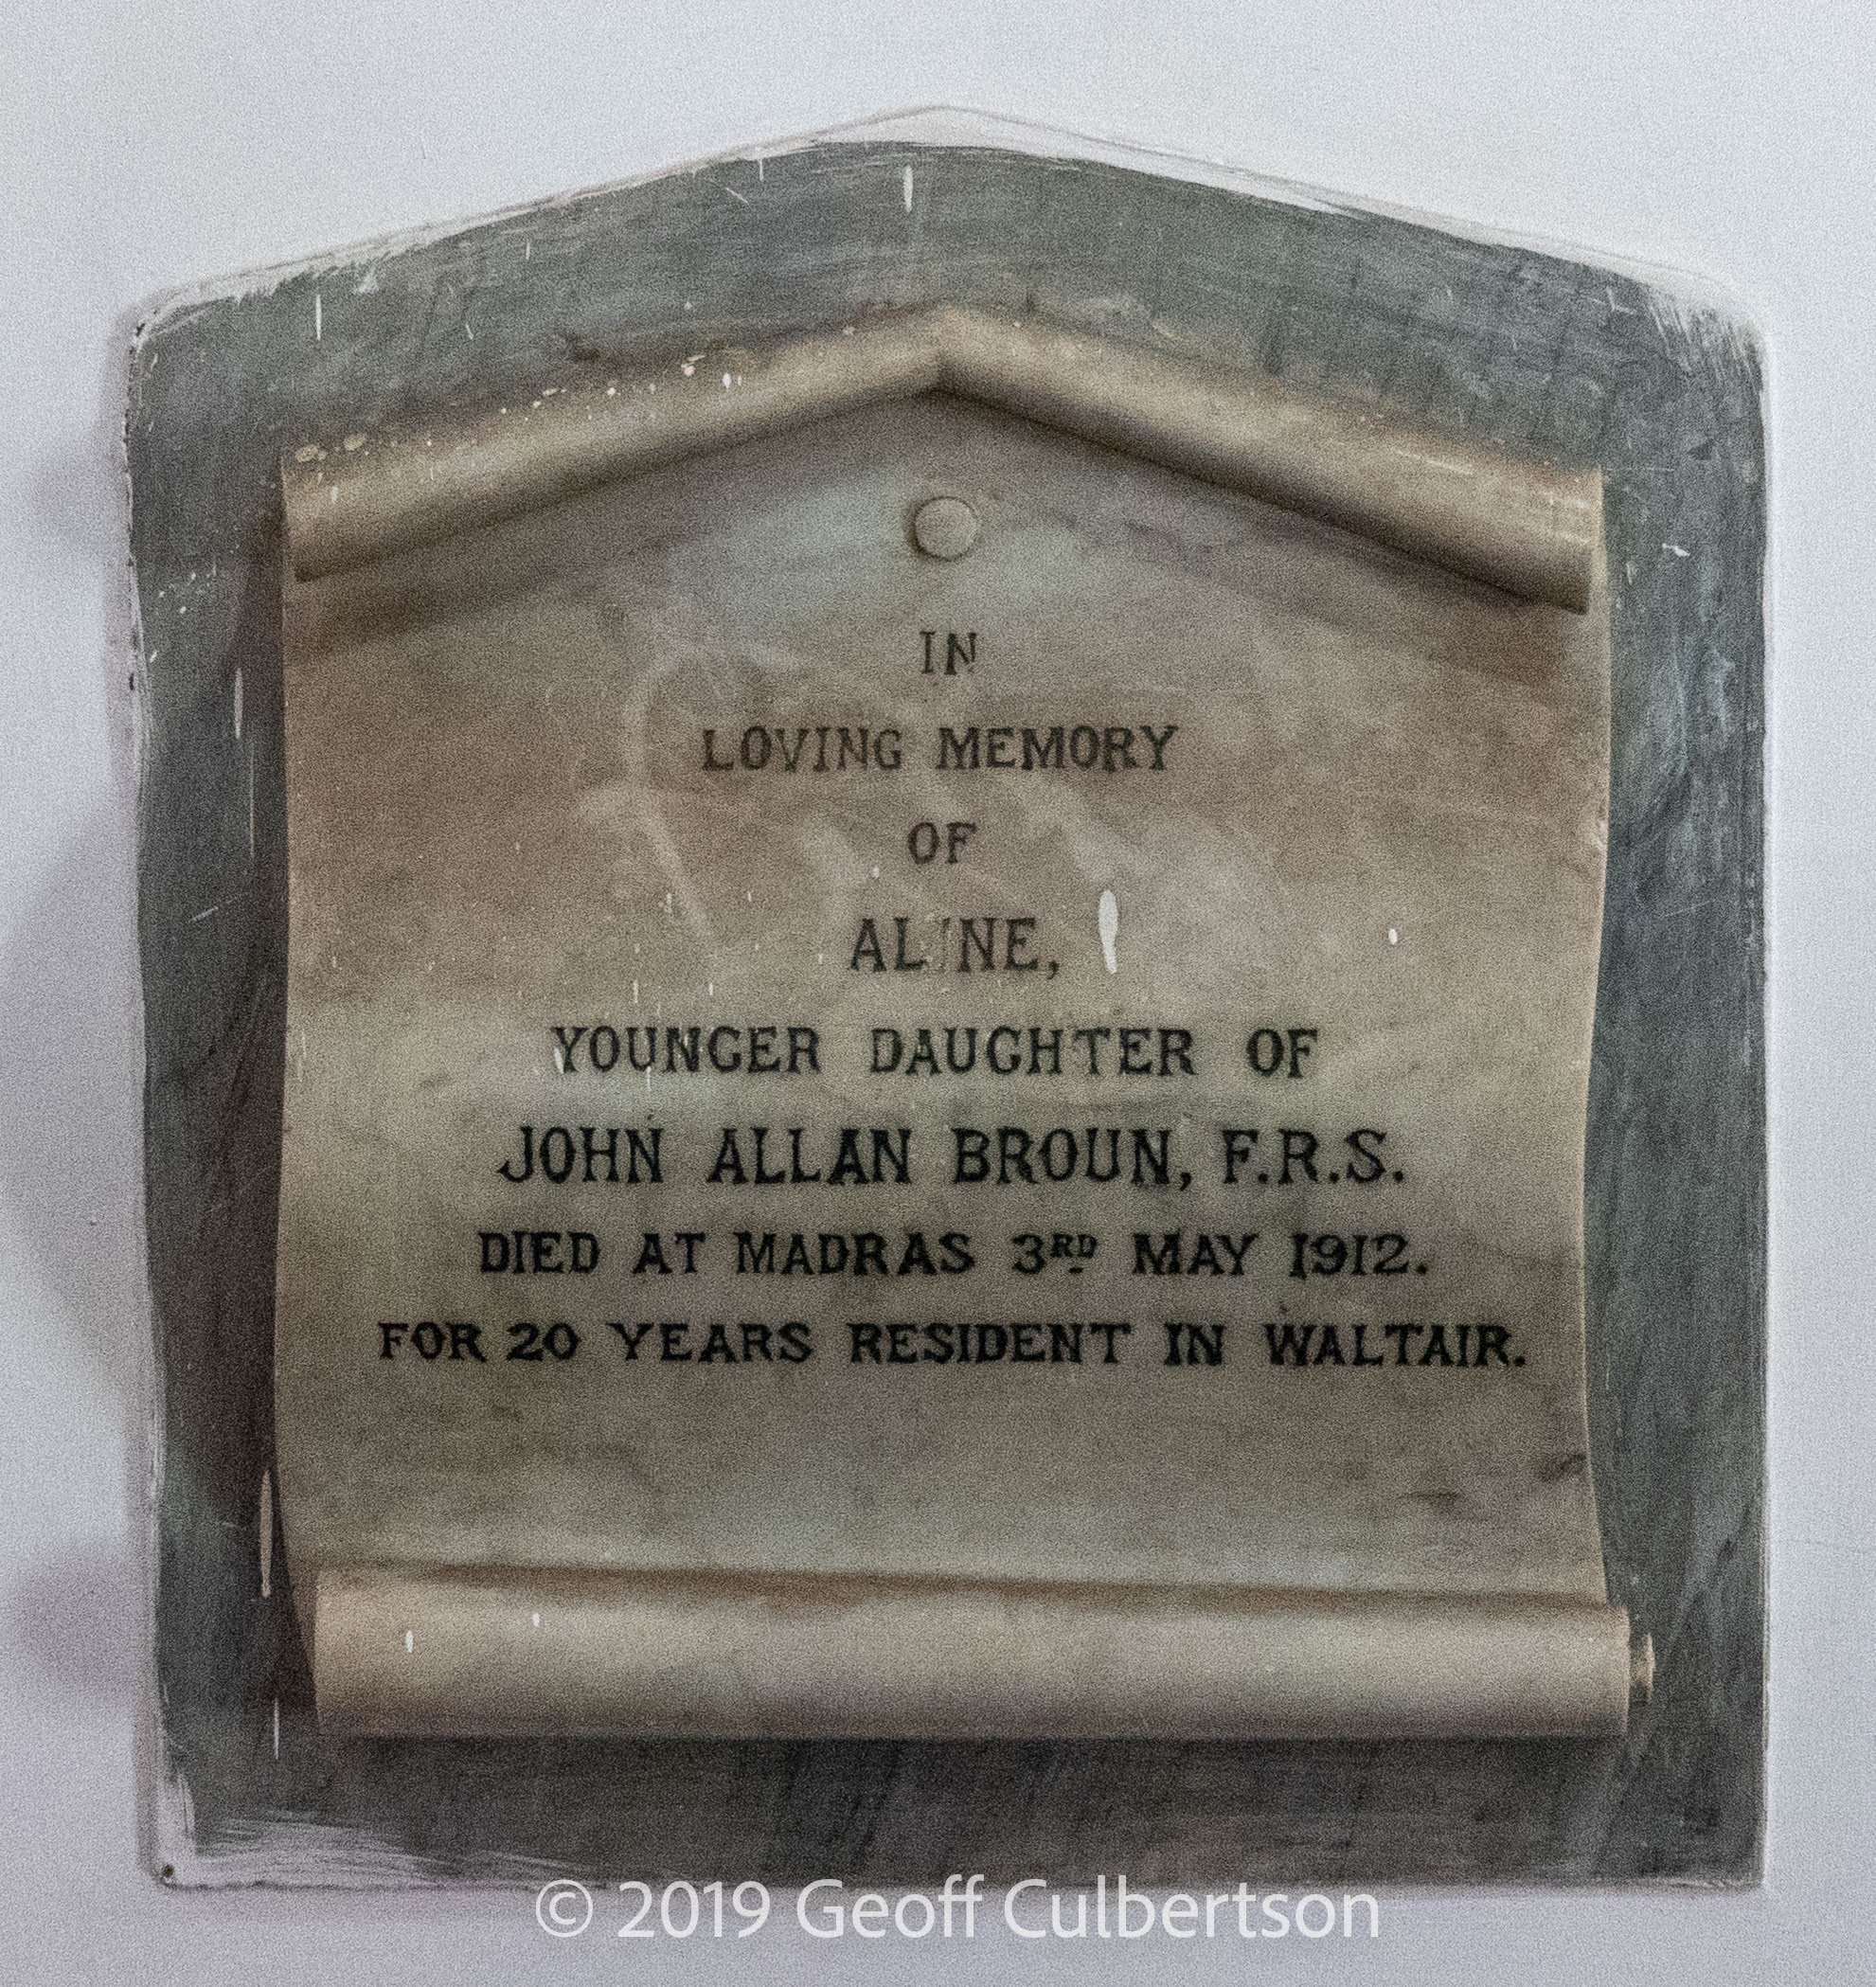 IN
LOVING MEMORY
OF
ALINE,
YOUNGER DAUGHTER OF
JOHN ALLAN BROUN, F.R.S.
DIED AT MADRAS 3RD MAY 1912.
FOR 20 YEARS RESIDENT IN WALTAIR.
© 2019 Geoff Culbertson